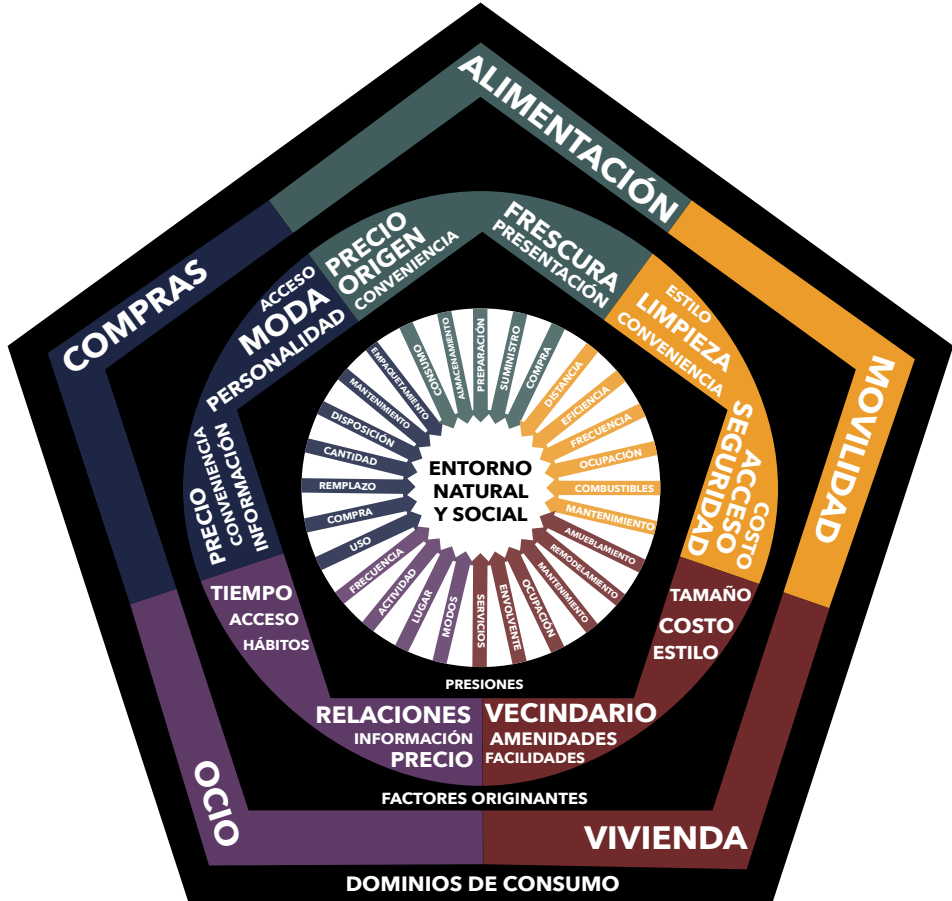 ALIMENTACIÓN
COMPRAS
MOVILIDAD
PRECIO
ORIGEN
CONVENIENCIA
FRESCURA
PRESENTACIÓN
ACCESO
MODA
PERSONALIDAD
ESTILO
LIMPIEZA
CONVENIENCIA
PRECIO
CONVENIENCIA
INFORMACIÓN
COSTO
ACCESO
SEGURIDAD
CONSUMO
ALMACENAMIENTO
PREPARACIÓN
SUMINISTRO
COMPRA
DISTANCIA
EFICIENCIA
FRECUENCIA
OCUPACIÓN
COMBUSTIBLES
MANTENIMIENTO
AMUEBLAMIENTO
REMODELAMIENTO
MANTENIMIENTO
OCUPACIÓN
ENVOLVENTE
SERVICIOS
MODOS
LUGAR
ACTIVIDAD
FRECUENCIA
USO
COMPRA
REMPLAZO
CANTIDAD
DISPOSICIÓN
MANTENIMIENTO
EMPAQUETAMIENTO
ENTORNO
NATURAL
Y SOCIAL
TIEMPO
ACCESO
HÁBITOS
TAMAÑO
COSTO
ESTILO
PRESIONES
RELACIONES
INFORMACIÓN
PRECIO
VECINDARIO
AMENIDADES
FACILIDADES
FACTORES ORIGINANTES
OCIO
VIVIENDA
DOMINIOS DE CONSUMO